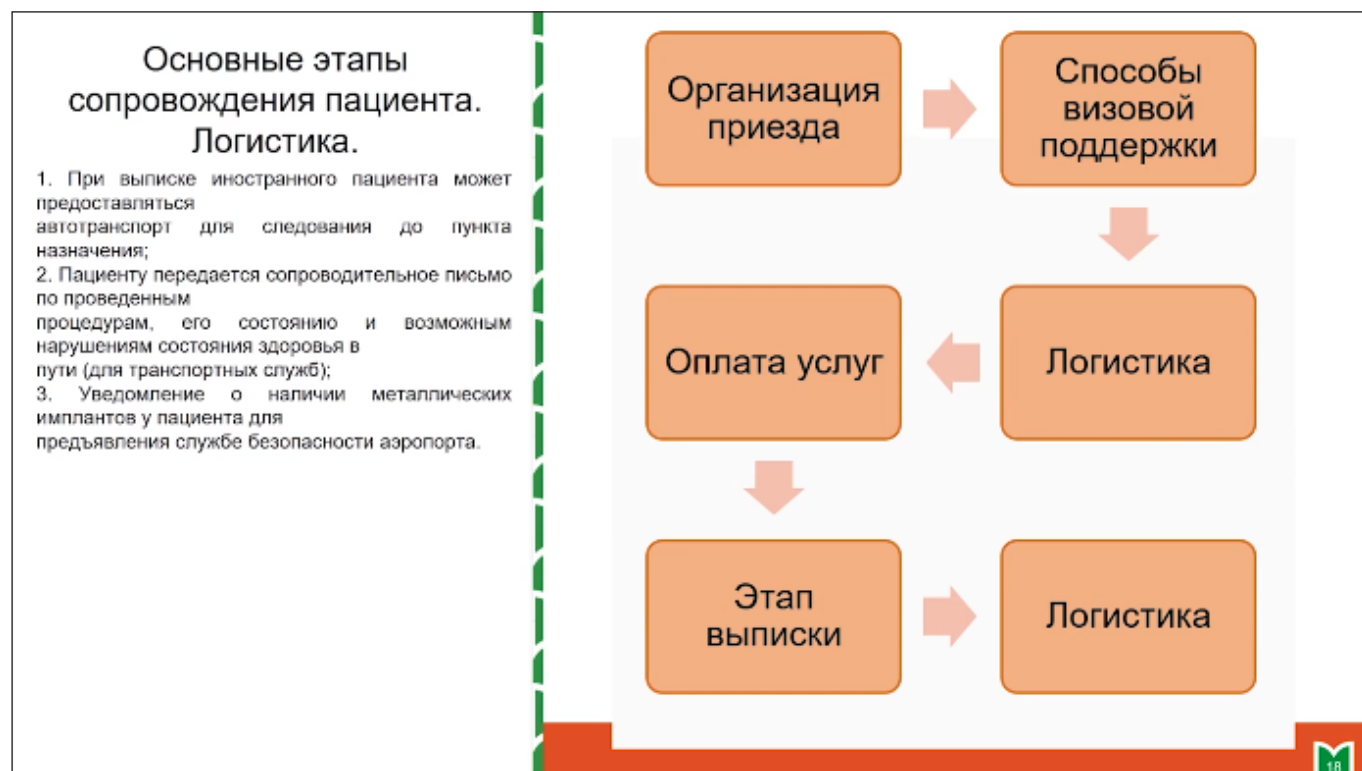 Основные этапы
сопровождения пациента.
Логистика.
1. При выписке иностранного пациента может
предоставляться
автотранспорт для следования до пункта
назначения;
2. Пациенту передается сопроводительное письмо
по проведенным
процедурам, его состоянию и возможным
нарушениям состояния здоровья в
пути (для транспортных служб);
3. Уведомление о наличии металлических
имплантов у пациента для
предъявления службе безопасности аэропорта.
Организация
приезда
Способы
визовой
поддержки
Логистика
Оплата услуг
Этап
выписки
Логистика
18